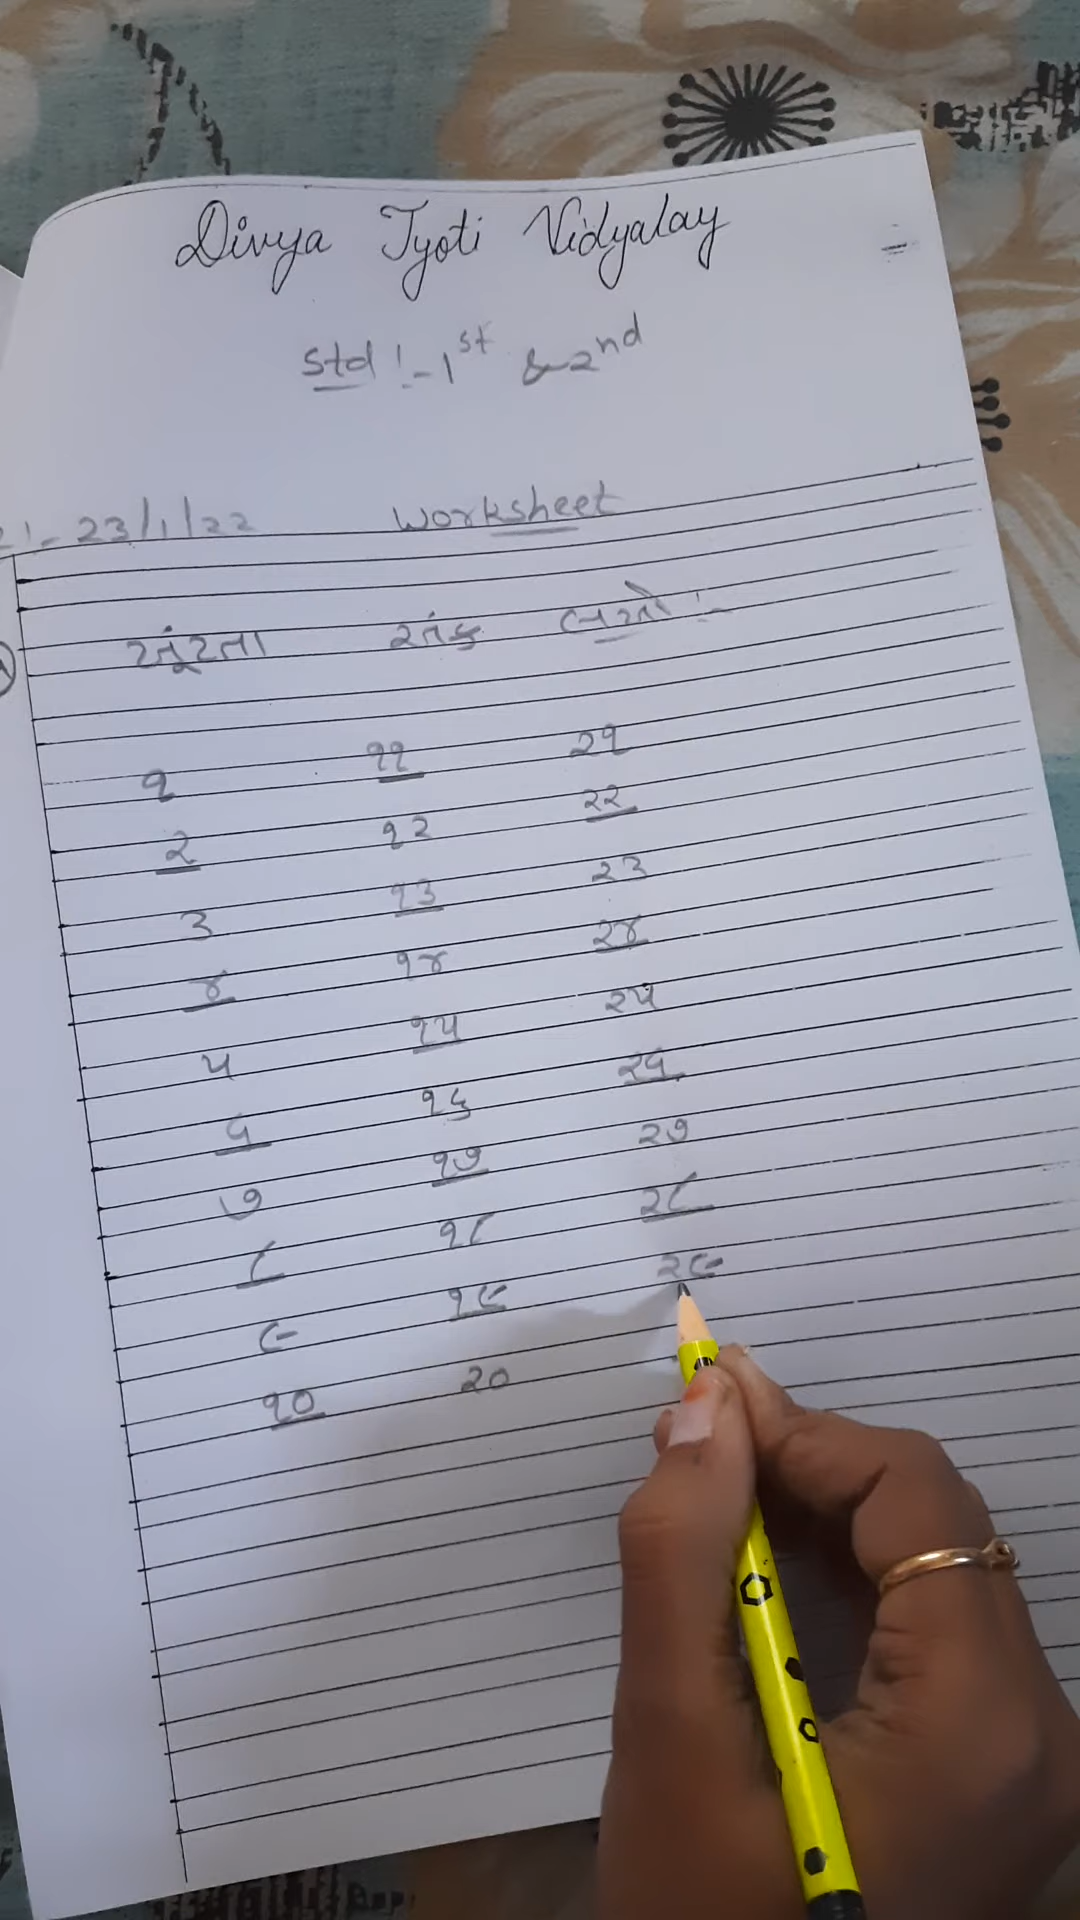 Divya Jyoti Vidyalay
Std :- 1st & 2nd
23/1/22 Worksheet
ખૂટતા અંક લખો :-
૧ ૧૧ ૨૧
૨ ૧૨ ૨૨
૩ ૧૩ ૨૩
૪ ૧૪ ૨૪
૫ ૧૫ ૨૫
૬ ૧૬ ૨૬
૭ ૧૭ ૨૭
૮ ૧૮ ૨૮
૯ ૧૯ ૨૯
૧૦ ૨૦